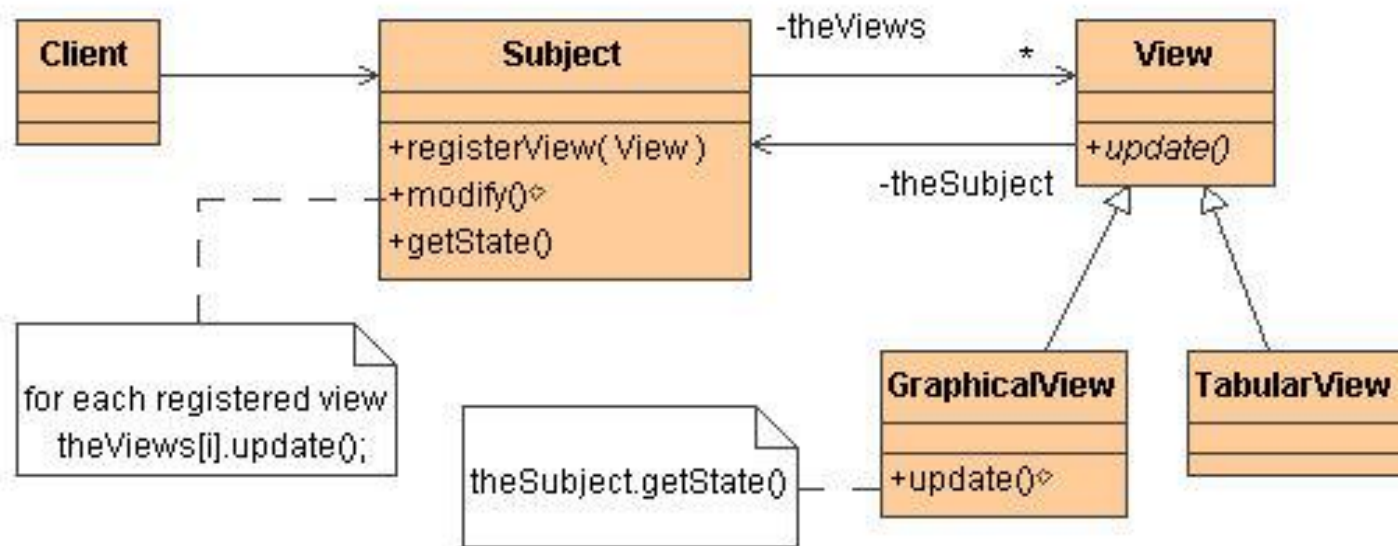 Client
Subject
+registerView( View )
+modify()
+getState()
-theViews
*
View
+update()
-theSubject
for each registered view
theViews[i].update();
theSubject.getState()
GraphicalView
+update()
TabularView